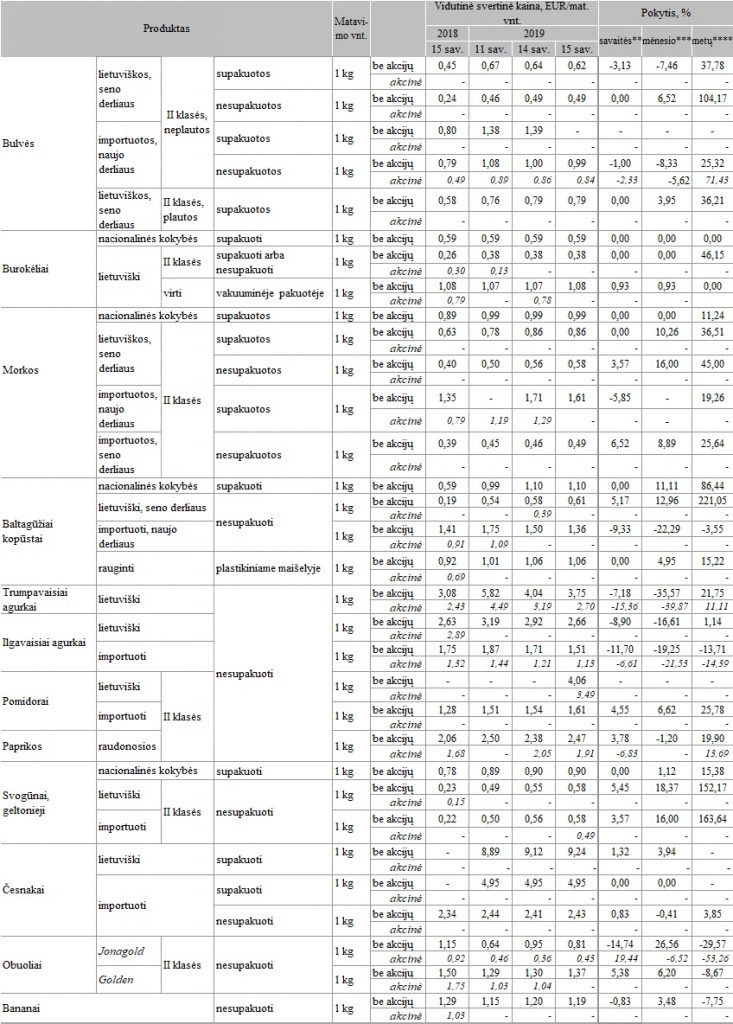 Produktas Matavi- Vidutinė svertinė kaina, EUR/mat. Pokytis, %
mo vnt. vnt.
2018 2019 savaitės** mėnesio*** metų****
15 sav. 11 sav. 14 sav. 15 sav.
Bulvės lietuviškos, seno derliaus II klasės, neplautos supakuotos 1 kg be akcijų 0,45 0,67 0,64 0,62 -3,13 -7,46 37,78
akcinė - - - - - - -
nesupakuotos 1 kg be akcijų 0,24 0,46 0,49 0,49 0,00 6,52 104,17
akcinė - - - - - - -
importuotos, naujo derliaus supakuotos 1 kg be akcijų 0,80 1,38 1,39 - - - -
akcinė - - - - - - -
nesupakuotos 1 kg be akcijų 0,79 1,08 1,00 0,99 -1,00 -8,33 25,32
akcinė 0,49 0,89 0,86 0,84 -2,33 -5,62 71,43
lietuviškos, seno derliaus II klasės, plautos supakuotos 1 kg be akcijų 0,58 0,76 0,79 0,79 0,00 3,95 36,21
akcinė - - - - - - -
Burokėliai nacionalinės kokybės supakuoti 1 kg be akcijų 0,59 0,59 0,59 0,59 0,00 0,00 0,00
lietuviški II klasės supakuoti arba nesupakuoti 1 kg be akcijų 0,26 0,38 0,38 0,38 0,00 0,00 46,15
akcinė 0,30 0,13 - - - - -
virti vakuuminėje pakuotėje 1 kg be akcijų 1,08 1,07 1,07 1,08 0,93 0,93 0,00
akcinė 0,79 - 0,78 - - - -
Morkos nacionalinės kokybės supakuotos 1 kg be akcijų 0,89 0,99 0,99 0,99 0,00 0,00 11,24
lietuviškos, seno derliaus II klasės supakuotos 1 kg be akcijų 0,63 0,78 0,86 0,86 0,00 10,26 36,51
akcinė - - - - - - -
nesupakuotos 1 kg be akcijų 0,40 0,50 0,56 0,58 3,57 16,00 45,00
akcinė - - - - - - -
importuotos, naujo derliaus supakuotos 1 kg be akcijų 1,35 - 1,71 1,61 -5,85 - 19,26
akcinė 0,79 1,19 1,29 - - - -
importuotos, seno derliaus nesupakuotos 1 kg be akcijų 0,39 0,45 0,46 0,49 6,52 8,89 25,64
akcinė - - - - - - -
Baltagūžiai kopūstai nacionalinės kokybės supakuoti 1 kg be akcijų 0,59 0,99 1,10 1,10 0,00 11,11 86,44
lietuviški, seno derliaus nesupakuoti 1 kg be akcijų 0,19 0,54 0,58 0,61 5,17 12,96 221,05
akcinė - - 0,39 - - - -
importuoti, naujo derliaus 1 kg be akcijų 1,41 1,75 1,50 1,36 -9,33 -22,29 -3,55
akcinė 0,91 1,09 - - - - -
rauginti plastikiniame maišelyje 1 kg be akcijų 0,92 1,01 1,06 1,06 0,00 4,95 15,22
akcinė 0,69 - - - - - -
Trumpavaisiai agurkai lietuviški nesupakuoti 1 kg be akcijų 3,08 5,82 4,04 3,75 -7,18 -35,57 21,75
akcinė 2,43 4,49 3,19 2,70 -15,36 -39,87 11,11
Ilgavaisiai agurkai lietuviški 1 kg be akcijų 2,63 3,19 2,92 2,66 -8,90 -16,61 1,14
akcinė 2,89 - - - - - -
importuoti 1 kg be akcijų 1,75 1,87 1,71 1,51 -11,70 -19,25 -13,71
akcinė 1,32 1,44 1,21 1,13 -6,61 -21,53 -14,39
Pomidorai lietuviški II klasės 1 kg be akcijų - - - 4,06 - - -
akcinė - 3,49 - - -
importuoti 1 kg be akcijų 1,28 1,51 1,54 1,61 4,55 6,62 25,78
akcinė - - - - - - -
Paprikos raudonosios 1 kg be akcijų 2,06 2,50 2,38 2,47 3,78 -1,20 19,90
akcinė 1,68 - 2,05 1,91 -6,83 - 13,69
Svogūnai, geltonieji nacionalinės kokybės supakuoti 1 kg be akcijų 0,78 0,89 0,90 0,90 0,00 1,12 15,38
lietuviški II klasės nesupakuoti 1 kg be akcijų 0,23 0,49 0,55 0,58 5,45 18,37 152,17
akcinė 0,15 - - - - - -
importuoti 1 kg be akcijų 0,22 0,50 0,56 0,58 3,57 16,00 163,64
akcinė - - - 0,49 - - -
Česnakai lietuviški supakuoti 1 kg be akcijų - 8,89 9,12 9,24 1,32 3,94 -
akcinė - - - - - - -
importuoti supakuoti 1 kg be akcijų - 4,95 4,95 4,95 0,00 0,00 -
akcinė - - - - - - -
nesupakuoti 1 kg be akcijų 2,34 2,44 2,41 2,43 0,83 -0,41 3,85
akcinė - - - - - - -
Obuoliai Jonagold II klasės nesupakuoti 1 kg be akcijų 1,15 0,64 0,95 0,81 -14,74 26,56 -29,57
akcinė 0,92 0,46 0,36 0,43 19,44 -6,52 -53,26
Golden 1 kg be akcijų 1,50 1,29 1,30 1,37 5,38 6,20 -8,67
akcinė 1,75 1,03 1,04 - - - -
Bananai nesupakuoti 1 kg be akcijų 1,29 1,15 1,20 1,19 -0,83 3,48 -7,75
akcinė 1,03 - - - - - -